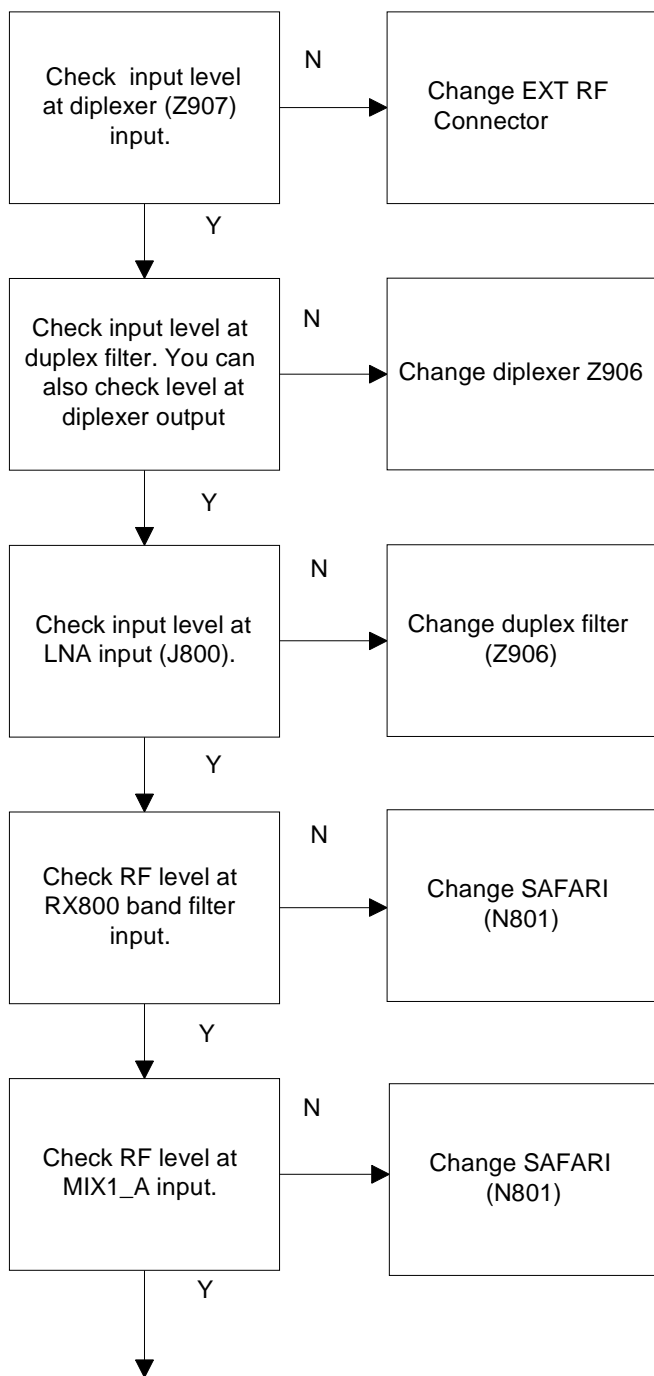 Check input level
at diplexer (Z907)
input.
N
Change EXT RF
Connector
Y
Check input level at
duplex filter. You can
also check level at
diplexer output
N
Change diplexer Z906
Y
Check input level at
LNA input (J800).
N
Change duplex filter
(Z906)
Y
Check RF level at
RX800 band filter
input.
N
Change SAFARI
(N801)
Y
Check RF level at
MIX1_A input.
N
Change SAFARI
(N801)
Y